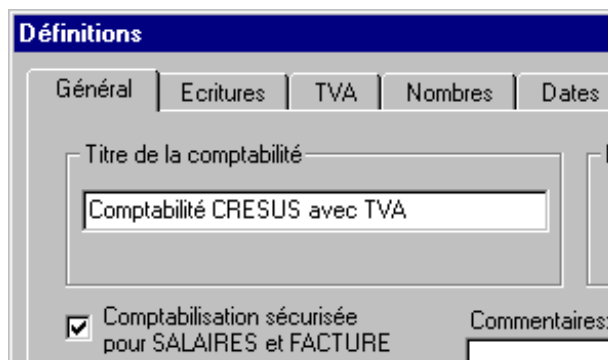 Définitions
Général Ecritures TVA Nombres Dates
Titre de la comptabilité
Comptabilité CRESUS avec TVA
Comptabilisation sécurisée
pour SALAIRES et FACTURE
Commentaires: